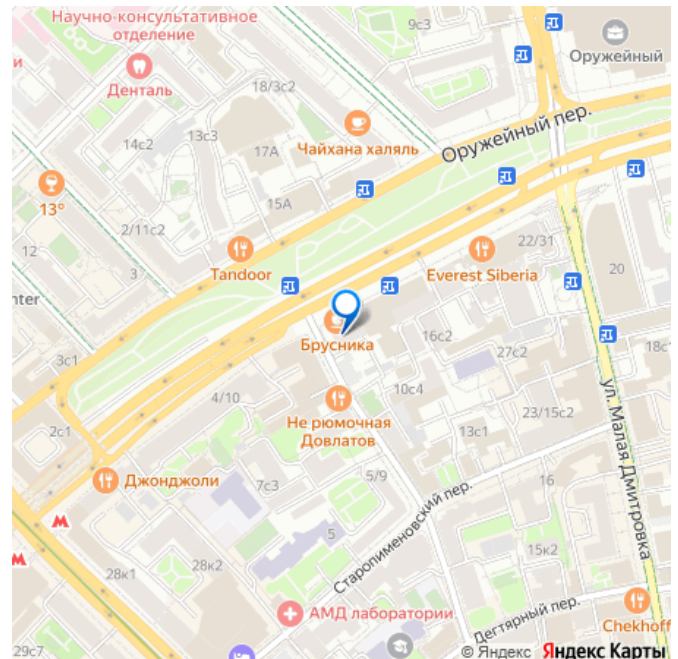 Научно-консультативное
отделение
9с3
Оружейный
и
Денталь
18/3с2
14с2
13с3
17А
Чайхана халяль
Оружейный пер.
13°
15А
2/11с2
12
3
Tandoor
22/31
Everest Siberia
20
nter
Брусника
16с2
27с2
18с1
3с1
4/10
10с4
Не рюмочная
Довлатов
23/15с2
13с1
2с1
Джонджоли
7с3
5/9
ул. Малая Дмитровка
16
5
Старопименовский пер.
15к2
28к1
28к2
АМД лаборатории
Дегтярный пер.
Chekhoff
29с7
© Яндекс Яндекс Карты